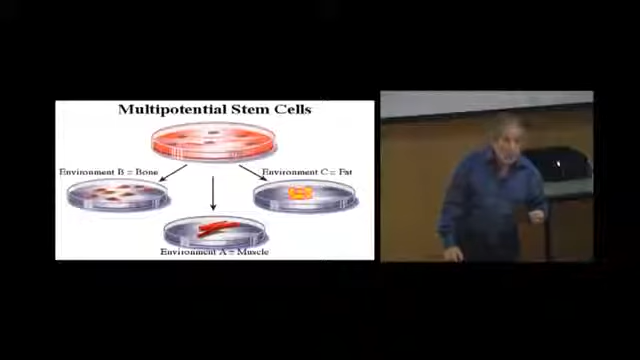 Multipotential Stem Cells
Environment B = Bone
Environment C = Fat
Environment A = Muscle